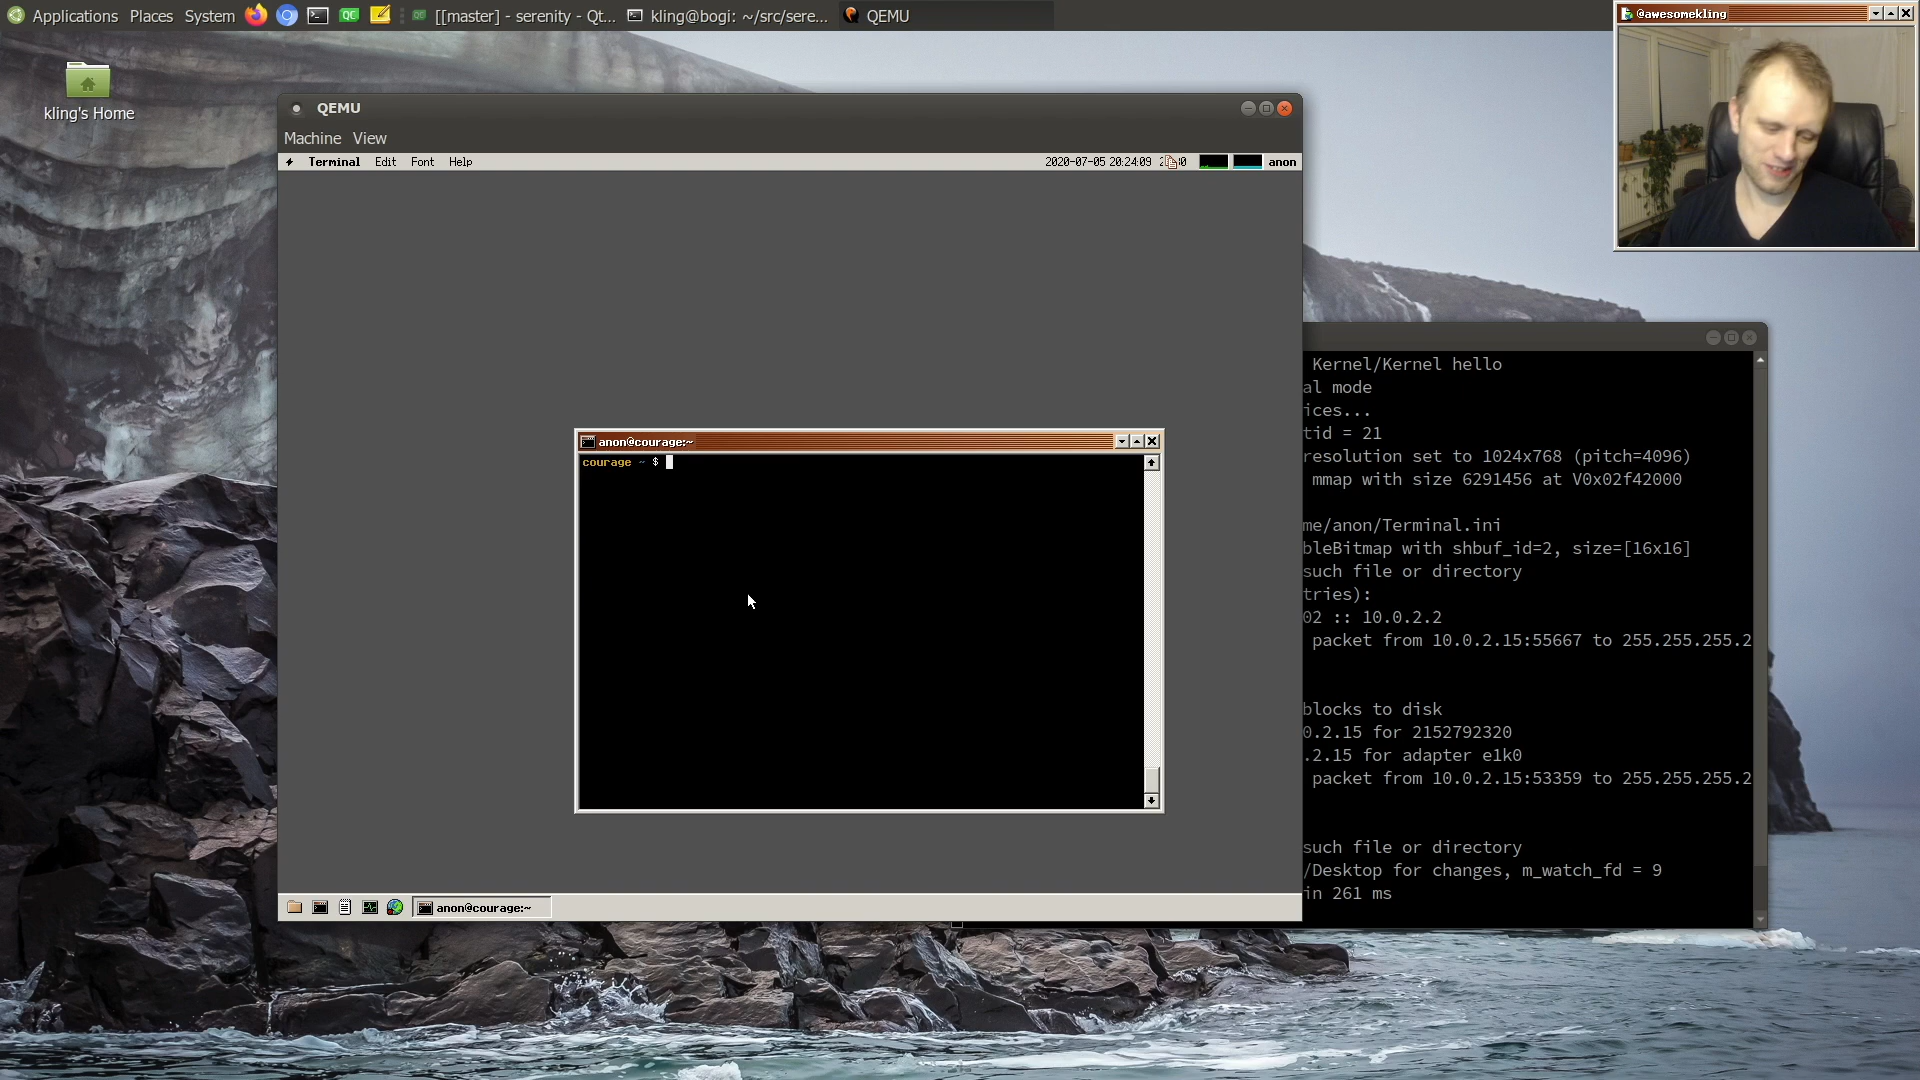 Applications Places System [[master] - serenity - Qt... kling@bogi: ~/src/sere... QEMU
@awesomekling
kling's Home
QEMU
Machine View
Terminal Edit Font Help 2020-07-05 20:24:09 anon
anon@courage:~
courage ~ $
anon@courage:~
Kernel/Kernel hello
al mode
ices...
tid = 21
resolution set to 1024x768 (pitch=4096)
mmap with size 6291456 at V0x02f42000
me/anon/Terminal.ini
bleBitmap with shbuf_id=2, size=[16x16]
such file or directory
tries):
02 :: 10.0.2.2
packet from 10.0.2.15:55667 to 255.255.255.2
blocks to disk
0.2.15 for 2152792320
.2.15 for adapter e1k0
packet from 10.0.2.15:53359 to 255.255.255.2
such file or directory
/Desktop for changes, m_watch_fd = 9
in 261 ms